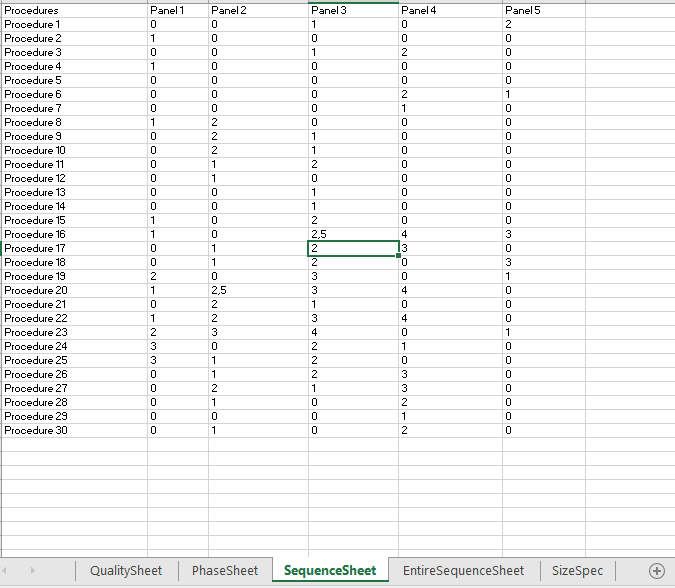 Procedures Panel 1 Panel 2 Panel 3 Panel 4 Panel 5
Procedure 1 0 0 1 0 2
Procedure 2 1 0 0 0 0
Procedure 3 0 0 1 2 0
Procedure 4 1 0 0 0 0
Procedure 5 0 0 0 0 0
Procedure 6 0 0 0 2 1
Procedure 7 0 0 0 1 0
Procedure 8 1 2 0 0 0
Procedure 9 0 2 1 0 0
Procedure 10 0 2 1 0 0
Procedure 11 0 1 2 0 0
Procedure 12 0 1 0 0 0
Procedure 13 0 0 1 0 0
Procedure 14 0 0 1 0 0
Procedure 15 1 0 2 0 0
Procedure 16 1 0 2,5 4 3
Procedure 17 0 1 2 3 0
Procedure 18 0 1 2 0 3
Procedure 19 2 0 3 0 1
Procedure 20 1 2,5 3 4 0
Procedure 21 0 2 1 0 0
Procedure 22 1 2 3 4 0
Procedure 23 2 3 4 0 1
Procedure 24 3 0 2 1 0
Procedure 25 3 1 2 0 0
Procedure 26 0 1 2 3 0
Procedure 27 0 2 1 3 0
Procedure 28 0 1 0 2 0
Procedure 29 0 0 0 1 0
Procedure 30 0 1 0 2 0
QualitySheet PhaseSheet SequenceSheet EntireSequenceSheet SizeSpec